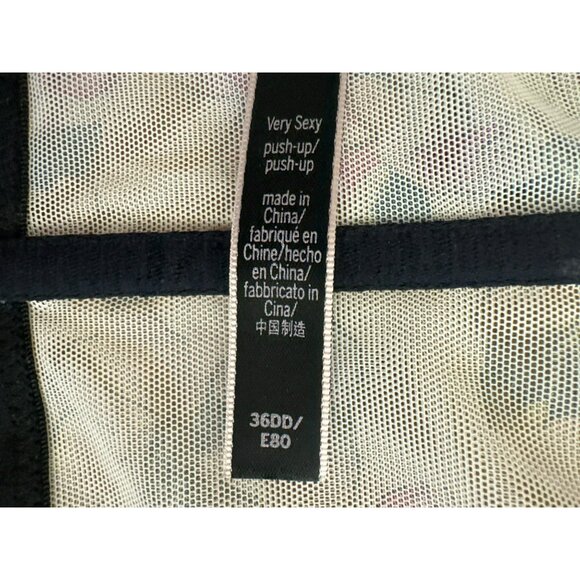 Very Sexy
push-up/
push-up
made in
China/
fabriqué en
Chine/hecho
en China/
fabbricato in
Cina/
中国制造
36DD/
E80